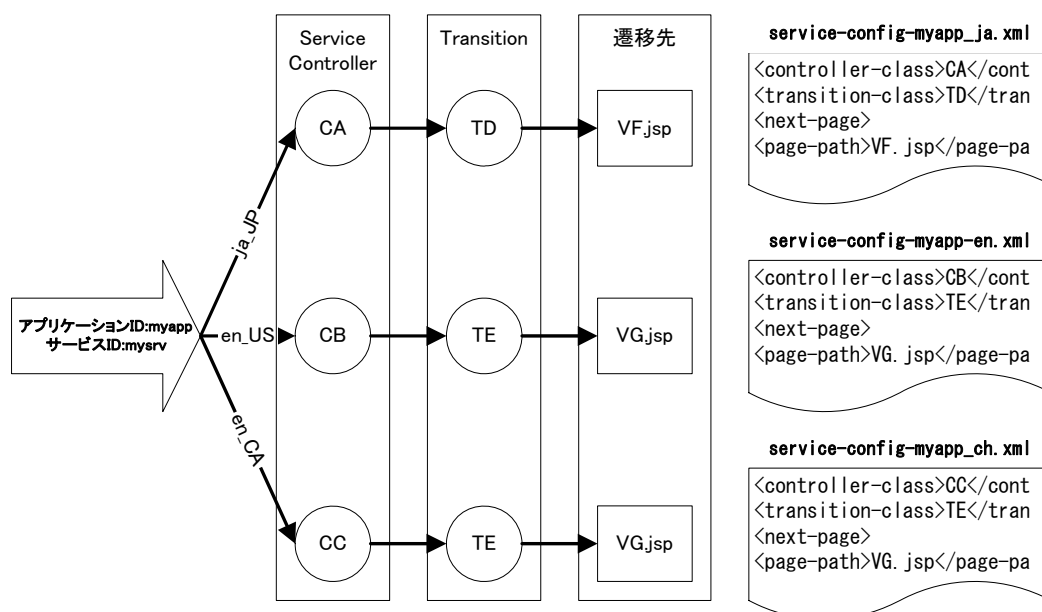 Service
Controller
Transition
遷移先
CA
TD
VF.jsp
ja_JP
アプリケーションID:myapp
サービスID:mysrv
en_US
CB
TE
VG.jsp
en_CA
CC
TE
VG.jsp
service-config-myapp_ja.xml
<controller-class>CA</cont
<transition-class>TD</tran
<next-page>
<page-path>VF.jsp</page-pa
service-config-myapp-en.xml
<controller-class>CB</cont
<transition-class>TE</tran
<next-page>
<page-path>VG.jsp</page-pa
service-config-myapp_ch.xml
<controller-class>CC</cont
<transition-class>TE</tran
<next-page>
<page-path>VG.jsp</page-pa